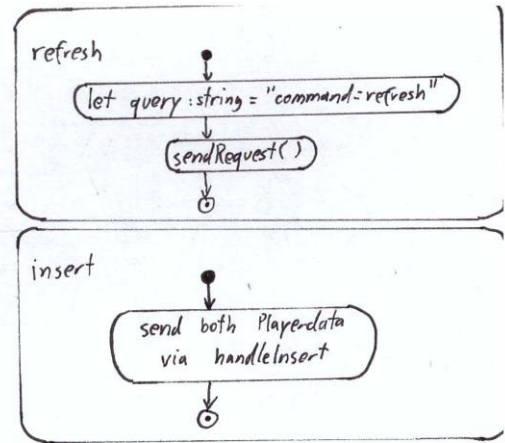 refresh
let query : string = "command=refresh"
sendRequest()
insert
send both Playerdata
via handleInsert